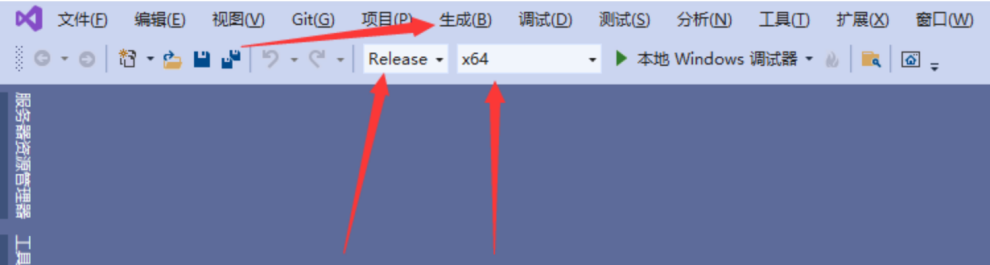 文件(F) 编辑(E) 视图(V) Git(G) 项目(P) 生成(B) 调试(D) 测试(S) 分析(N) 工具(T) 扩展(X) 窗口(W)
Release x64 本地 Windows 调试器
服务器资源管理器
工具